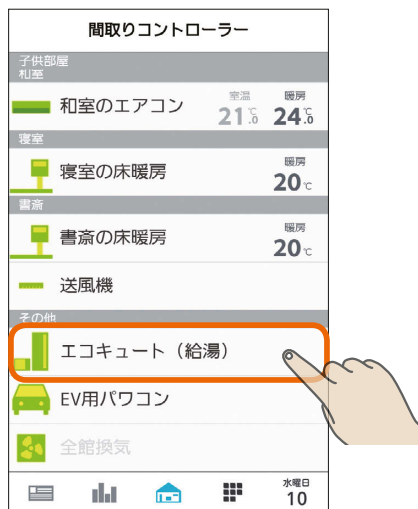 間取りコントローラー
子供部屋
和室
和室のエアコン 室温 21.0℃ 暖房 24.0℃
寝室
寝室の床暖房 暖房 20℃
書斎
書斎の床暖房 暖房 20℃
送風機
その他
エコキュート（給湯）
EV用パワコン
全館換気
水曜日
10